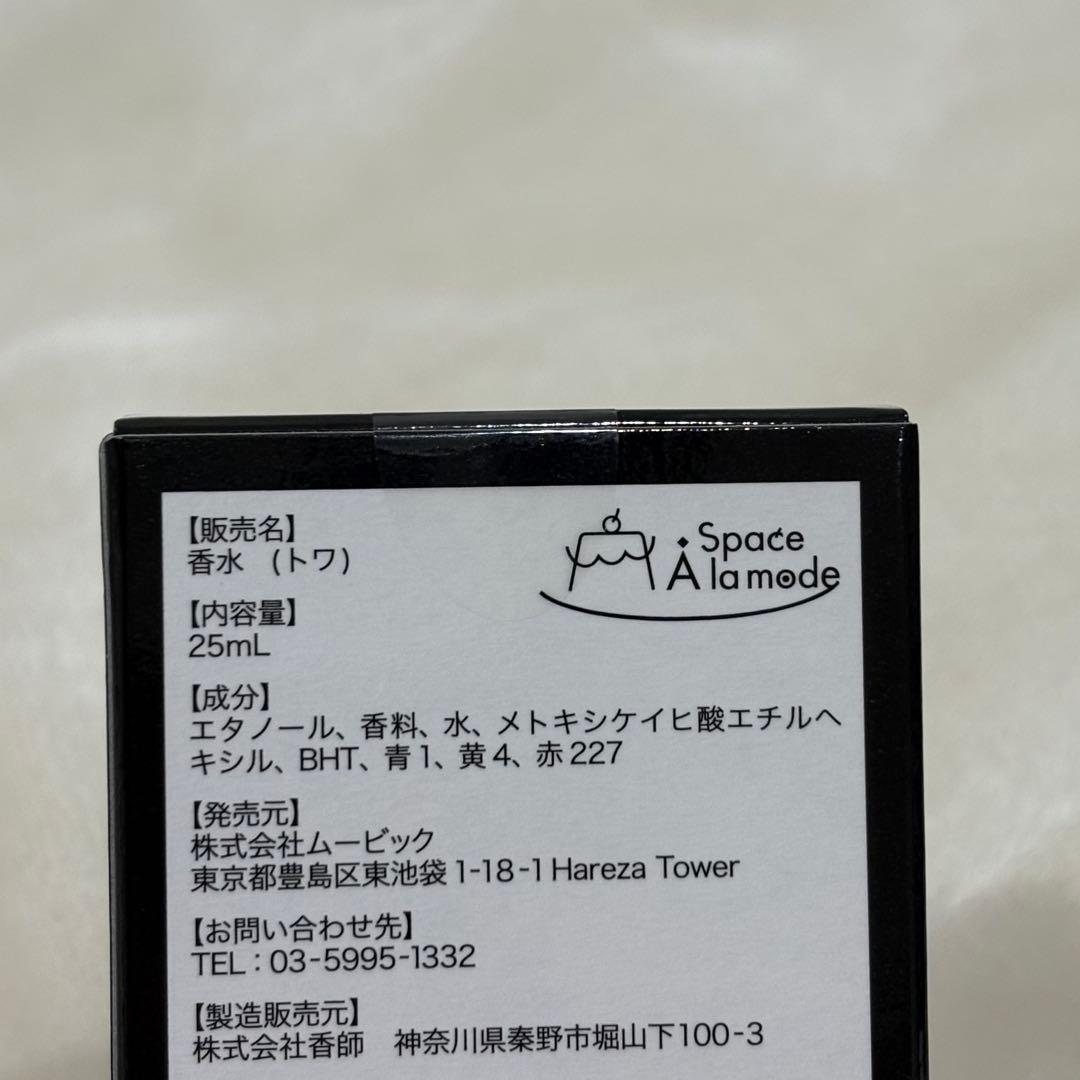 【販売名】
香水 (トワ)
Space
À la mode
【内容量】
25mL
【成分】
エタノール、香料、水、メトキシケイヒ酸エチルヘ
キシル、BHT、青1、黄4、赤227
【発売元】
株式会社ムービック
東京都豊島区東池袋1-18-1 Hareza Tower
【お問い合わせ先】
TEL：03-5995-1332
【製造販売元】
株式会社香師 神奈川県秦野市堀山下100-3